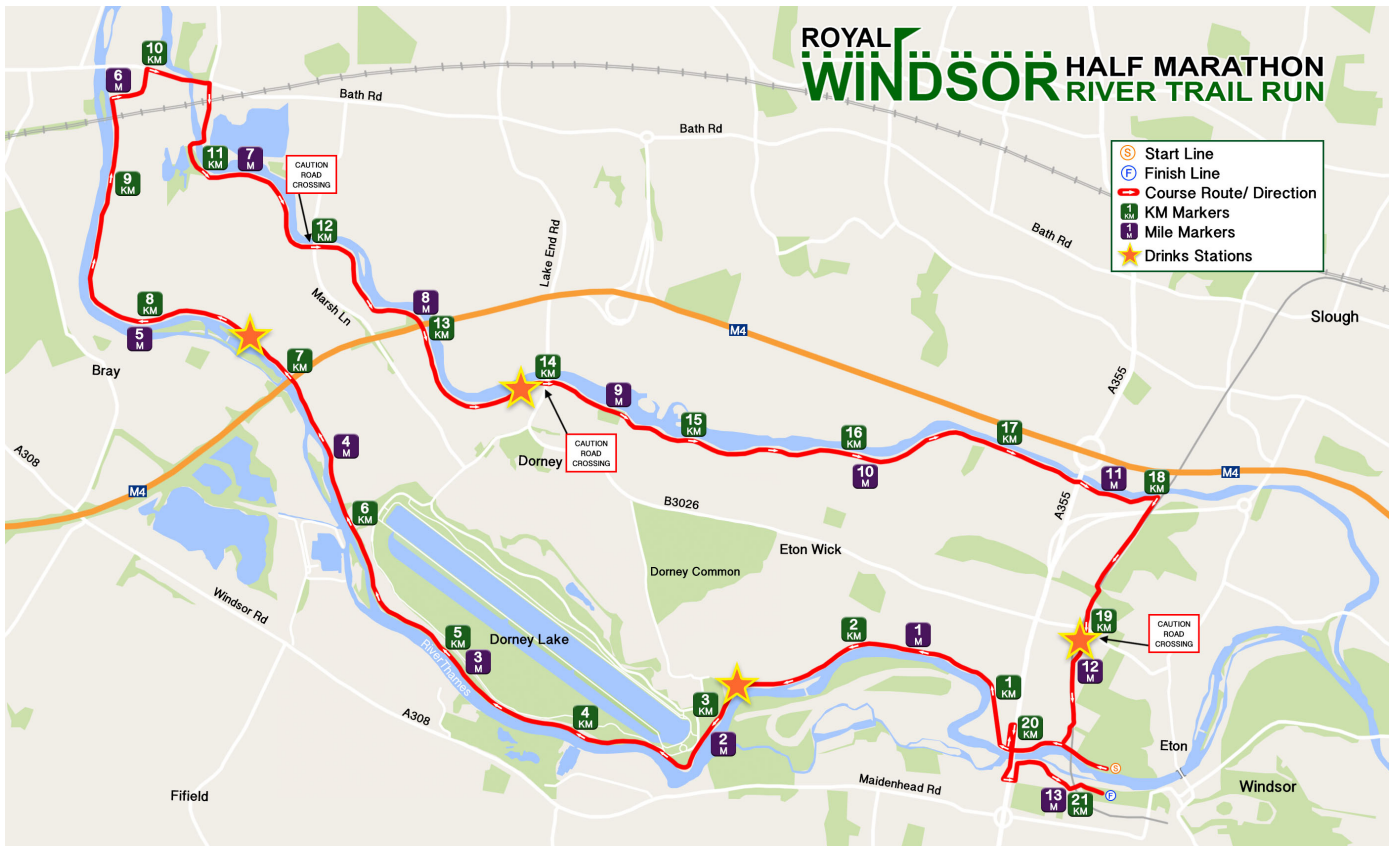 ROYAL
WINDSOR
HALF MARATHON
RIVER TRAIL RUN
S Start Line
F Finish Line
Course Route/ Direction
1 KM KM Markers
1 M Mile Markers
Drinks Stations
10
KM
6
M
Bath Rd
Bath Rd
11
KM
7
M
CAUTION
ROAD
CROSSING
9
KM
12
KM
Lake End Rd
Bath Rd
8
KM
5
M
Marsh Ln
8
M
13
KM
M4
Slough
7
KM
Bray
14
KM
A355
9
M
4
M
15
KM
16
KM
17
KM
A308
Dorney
CAUTION
ROAD
CROSSING
10
M
11
M
18
KM
M4
M4
6
KM
B3026
A355
Eton Wick
Dorney Common
Windsor Rd
5
KM
3
M
Dorney Lake
River Thames
2
KM
1
M
19
KM
CAUTION
ROAD
CROSSING
12
M
1
KM
3
KM
4
KM
2
M
A308
20
KM
Eton
S
Maidenhead Rd
Windsor
Fifield
13
M
21
KM
F